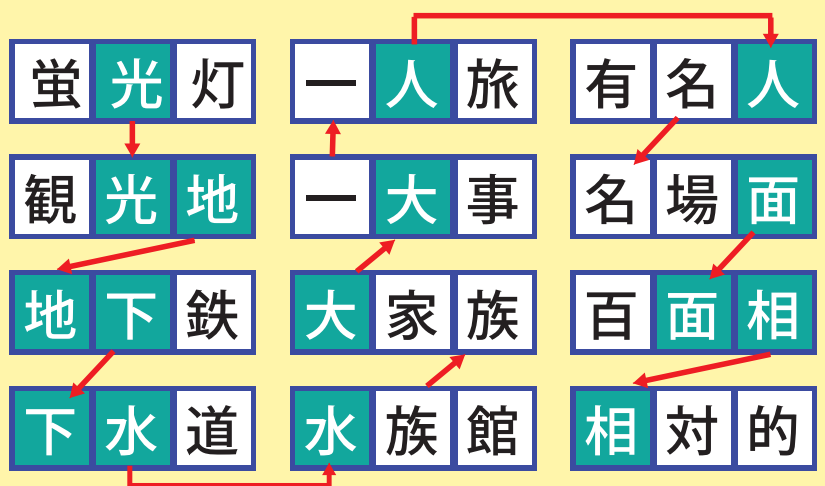 蛍光灯
観光地
地下鉄
下水道
水族館
大家族
一大事
一人旅
有名人
名場面
百面相
相対的